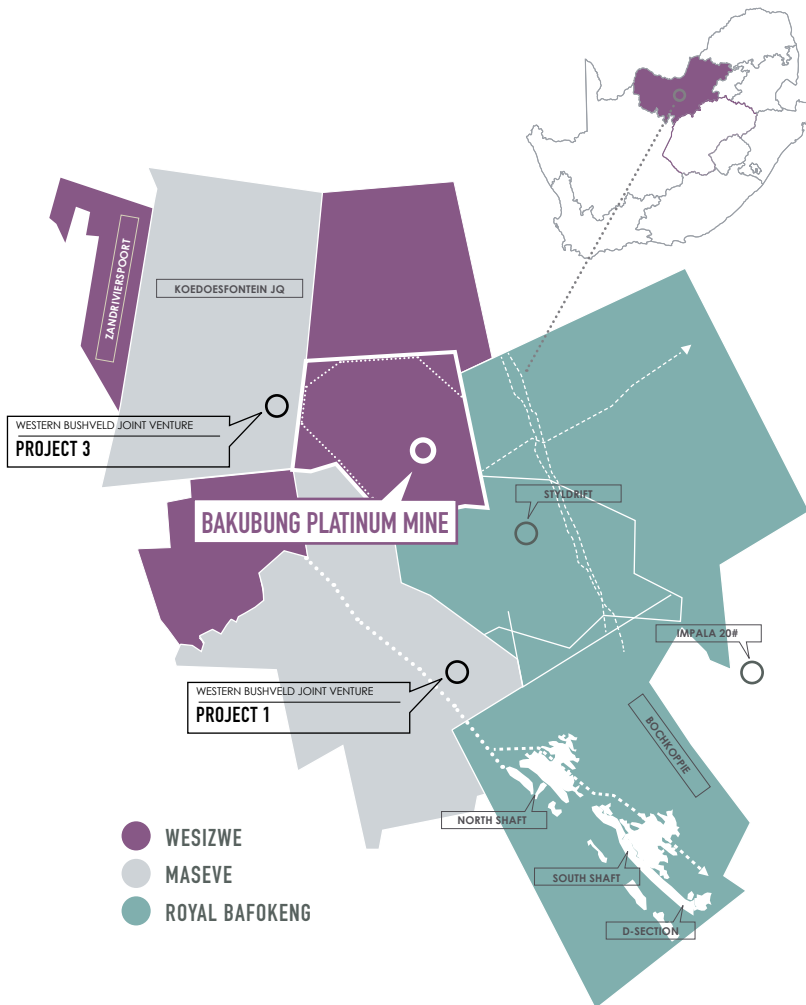 ZANDRIVIERSPOORT
KOEDOESFONTEIN JQ
WESTERN BUSHVELD JOINT VENTURE
PROJECT 3
BAKUBUNG PLATINUM MINE
STYLDRIFT
IMPALA 20#
WESTERN BUSHVELD JOINT VENTURE
PROJECT 1
BOCHKOPPIE
NORTH SHAFT
SOUTH SHAFT
D-SECTION
WESIZWE
MASEVE
ROYAL BAFOKENG